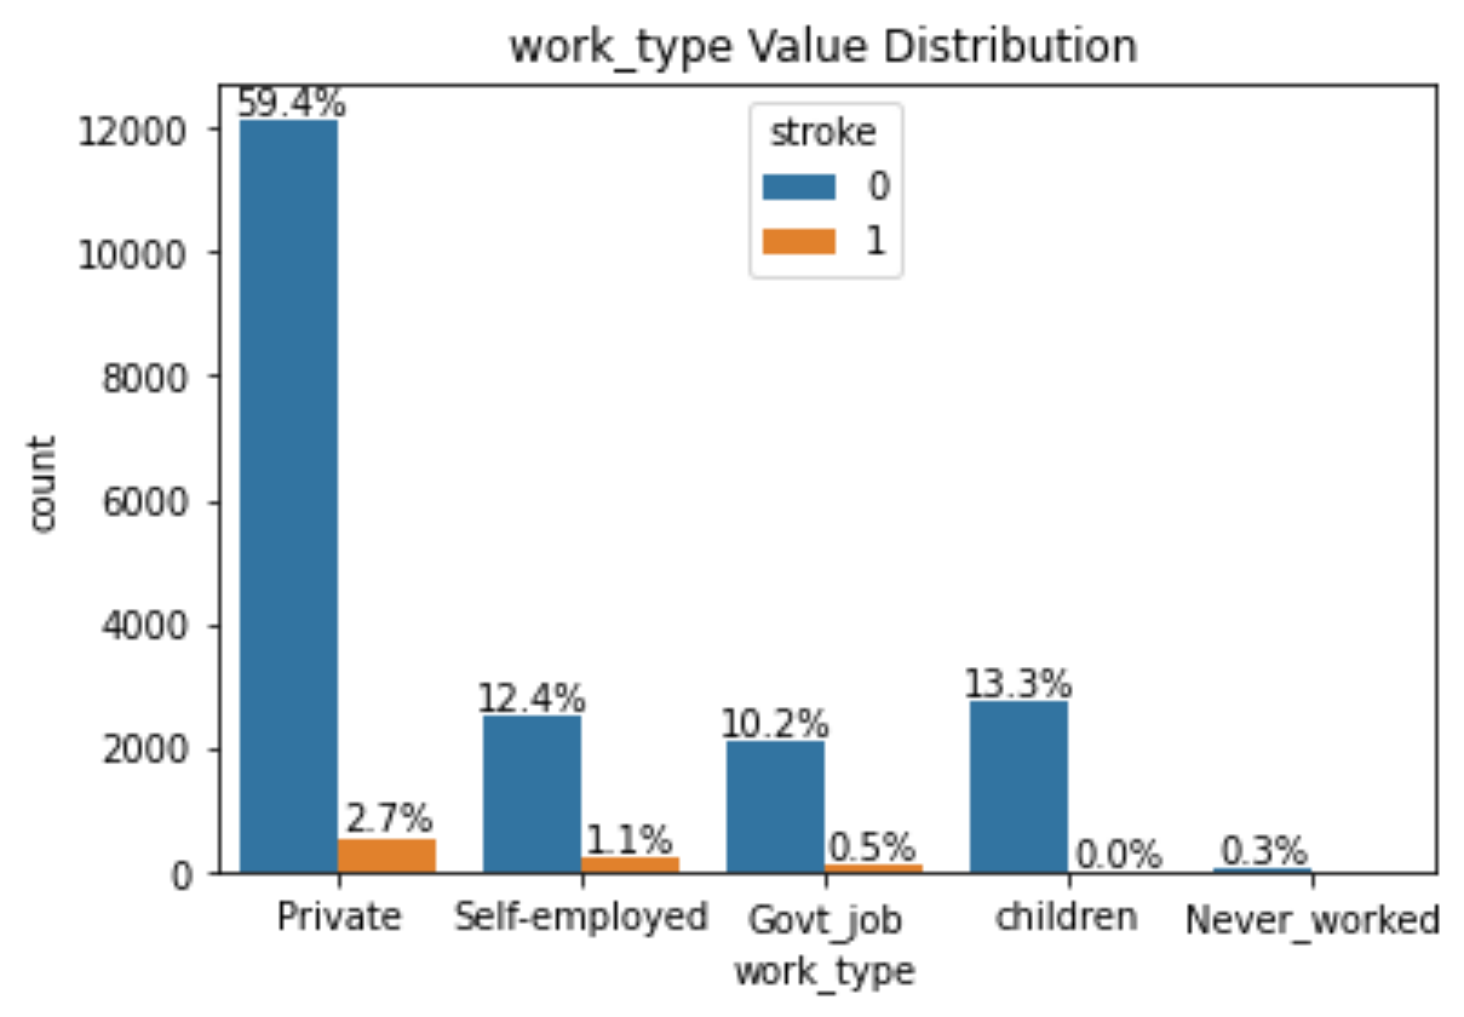 work_type Value Distribution
59.4%
12000
stroke
0
1
10000
8000
6000
4000
2000
0
count
2.7%
12.4%
1.1%
10.2%
0.5%
13.3%
0.0%
0.3%
Private
Self-employed
Govt_job
children
Never_worked
work_type